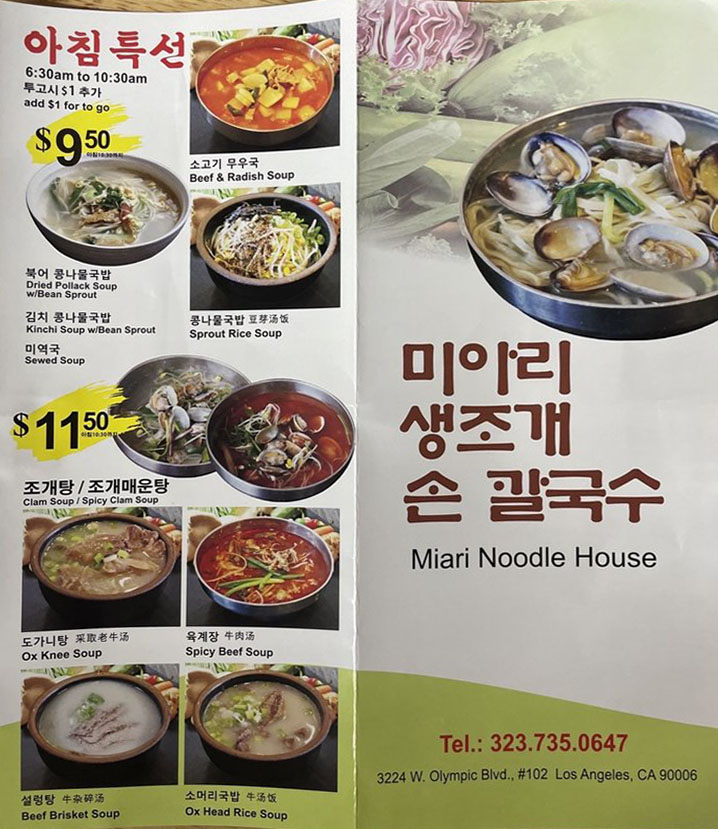 아침특선
6:30am to 10:30am
투고시 $1 추가
add $1 for to go
$9.50
아침10:30까지
북어 콩나물국밥
Dried Pollack Soup
w/Bean Sprout
김치 콩나물국밥
Kinchi Soup w/Bean Sprout
미역국
Sewed Soup
소고기 무우국
Beef & Radish Soup
콩나물국밥 豆芽汤饭
Sprout Rice Soup
$11.50
아침10:30까지
조개탕 / 조개매운탕
Clam Soup / Spicy Clam Soup
도가니탕 采取老牛汤
Ox Knee Soup
육계장 牛肉汤
Spicy Beef Soup
설렁탕 牛杂碎汤
Beef Brisket Soup
소머리국밥 牛汤饭
Ox Head Rice Soup
미아리
생조개
손 칼국수
Miari Noodle House
Tel.: 323.735.0647
3224 W. Olympic Blvd., #102 Los Angeles, CA 90006